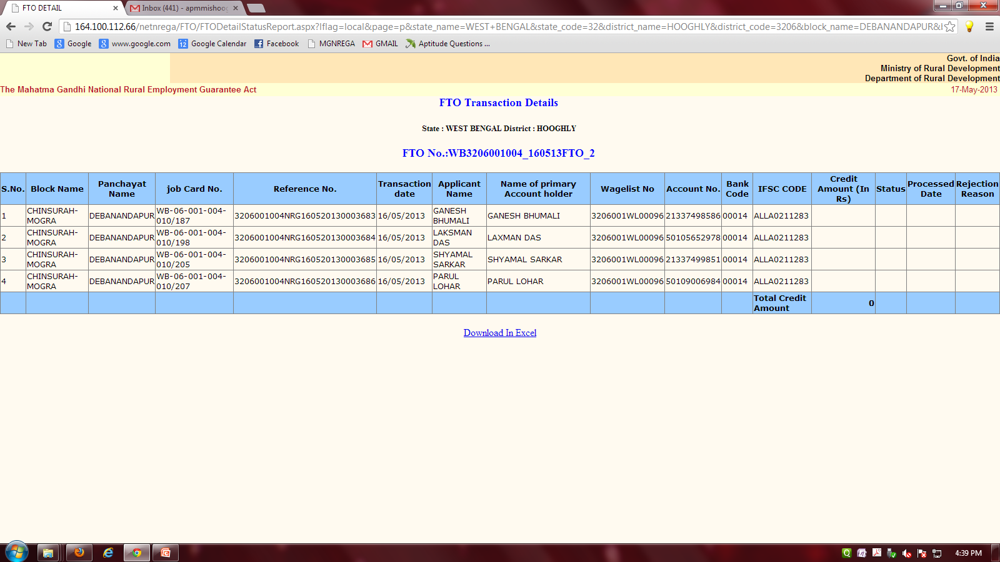 FTO DETAIL
Inbox (441) - apmmishoo
164.100.112.66/netnrega/FTO/FTODetailStatusReport.aspx?lflag=local&page=p&state_name=WEST+BENGAL&state_code=32&district_name=HOOGHLY&district_code=3206&block_name=DEBANANDAPUR&
New Tab Google www.google.com Google Calendar Facebook MGNREGA GMAIL Aptitude Questions ...
Govt. of India
Ministry of Rural Development
Department of Rural Development
The Mahatma Gandhi National Rural Employment Guarantee Act 17-May-2013
FTO Transaction Details
State : WEST BENGAL District : HOOGHLY
FTO No.:WB3206001004_160513FTO_2
S.No. Block Name Panchayat Name job Card No. Reference No. Transaction date Applicant Name Name of primary Account holder Wagelist No Account No. Bank Code IFSC CODE Credit Amount (In Rs) Status Processed Date Rejection Reason
1 CHINSURAH-MOGRA DEBANANDAPUR WB-06-001-004-010/187 3206001004NRG160520130003683 16/05/2013 GANESH BHUMALI GANESH BHUMALI 3206001WL00096 21337498586 00014 ALLA0211283
2 CHINSURAH-MOGRA DEBANANDAPUR WB-06-001-004-010/198 3206001004NRG160520130003684 16/05/2013 LAKSMAN DAS LAXMAN DAS 3206001WL00096 50105652978 00014 ALLA0211283
3 CHINSURAH-MOGRA DEBANANDAPUR WB-06-001-004-010/205 3206001004NRG160520130003685 16/05/2013 SHYAMAL SARKAR SHYAMAL SARKAR 3206001WL00096 21337499851 00014 ALLA0211283
4 CHINSURAH-MOGRA DEBANANDAPUR WB-06-001-004-010/207 3206001004NRG160520130003686 16/05/2013 PARUL LOHAR PARUL LOHAR 3206001WL00096 50109006984 00014 ALLA0211283
Total Credit Amount 0
Download In Excel
4:39 PM